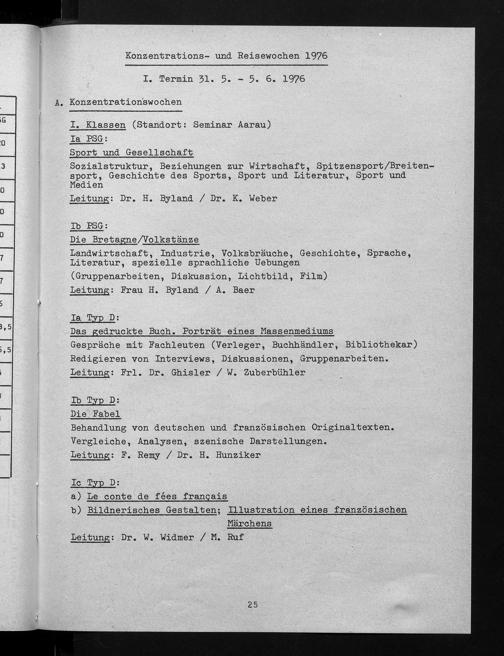 Konzentrations- und Reisewochen 1976
I. Termin 31. 5. - 5. 6. 1976
A. Konzentrationswochen
I. Klassen (Standort: Seminar Aarau)
Ia PSG:
Sport und Gesellschaft
Sozialstruktur, Beziehungen zur Wirtschaft, Spitzensport/Breiten-
sport, Geschichte des Sports, Sport und Literatur, Sport und
Medien
Leitung: Dr. H. Byland / Dr. K. Weber
Ib PSG:
Die Bretagne/Volkstänze
Landwirtschaft, Industrie, Volksbräuche, Geschichte, Sprache,
Literatur, spezielle sprachliche Uebungen
(Gruppenarbeiten, Diskussion, Lichtbild, Film)
Leitung: Frau H. Byland / A. Baer
Ia Typ D:
Das gedruckte Buch. Porträt eines Massenmediums
Gespräche mit Fachleuten (Verleger, Buchhändler, Bibliothekar)
Redigieren von Interviews, Diskussionen, Gruppenarbeiten.
Leitung: Frl. Dr. Ghisler / W. Zuberbühler
Ib Typ D:
Die Fabel
Behandlung von deutschen und französischen Originaltexten.
Vergleiche, Analysen, szenische Darstellungen.
Leitung: F. Remy / Dr. H. Hunziker
Ic Typ D:
a) Le conte de fées français
b) Bildnerisches Gestalten; Illustration eines französischen
Märchens
Leitung: Dr. W. Widmer / M. Ruf
25